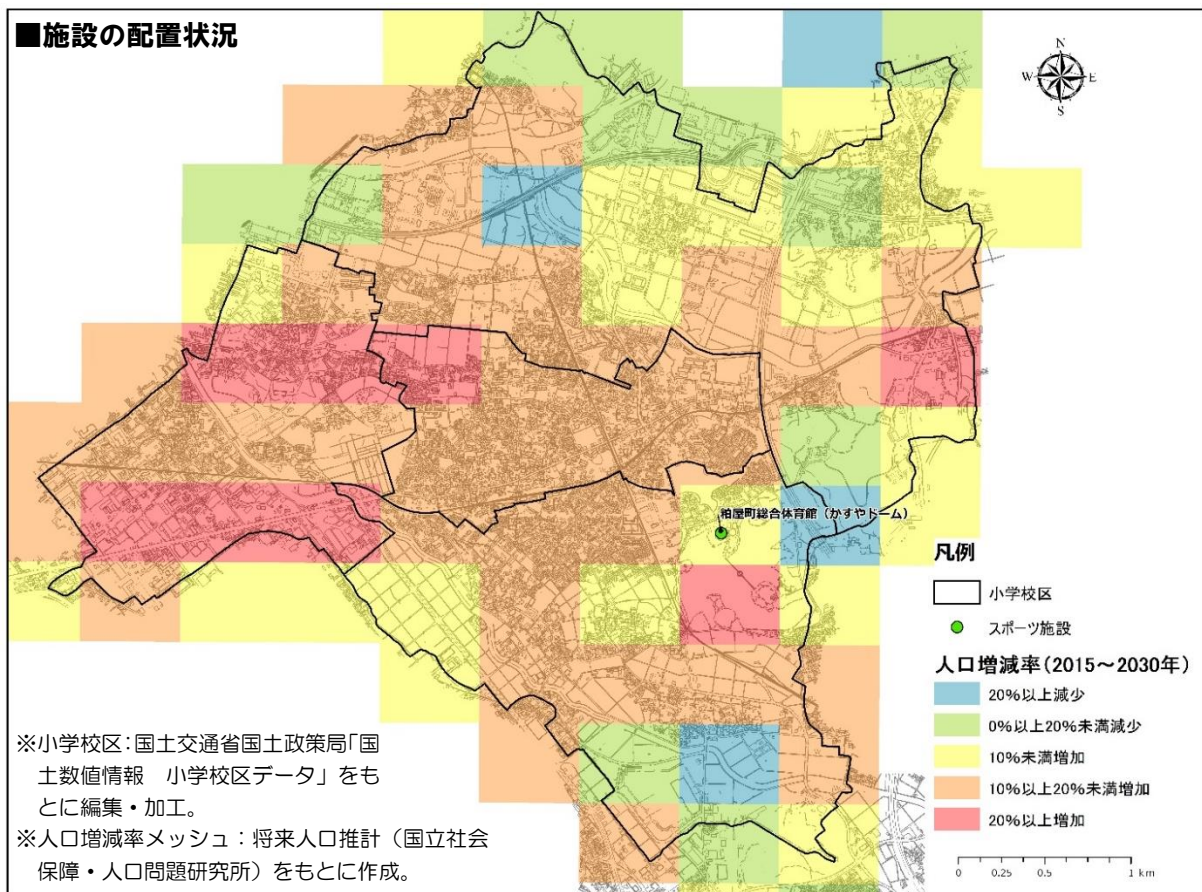 ■施設の配置状況
N
W E
S
粕屋町総合体育館（かすやドーム）
凡例
小学校区
スポーツ施設
人口増減率(2015～2030年)
20%以上減少
0%以上20%未満減少
10%未満増加
10%以上20%未満増加
20%以上増加
0 0.25 0.5 1 km
※小学校区：国土交通省国土政策局「国
土数値情報　小学校区データ」をも
とに編集・加工。
※人口増減率メッシュ：将来人口推計（国立社会
保障・人口問題研究所）をもとに作成。